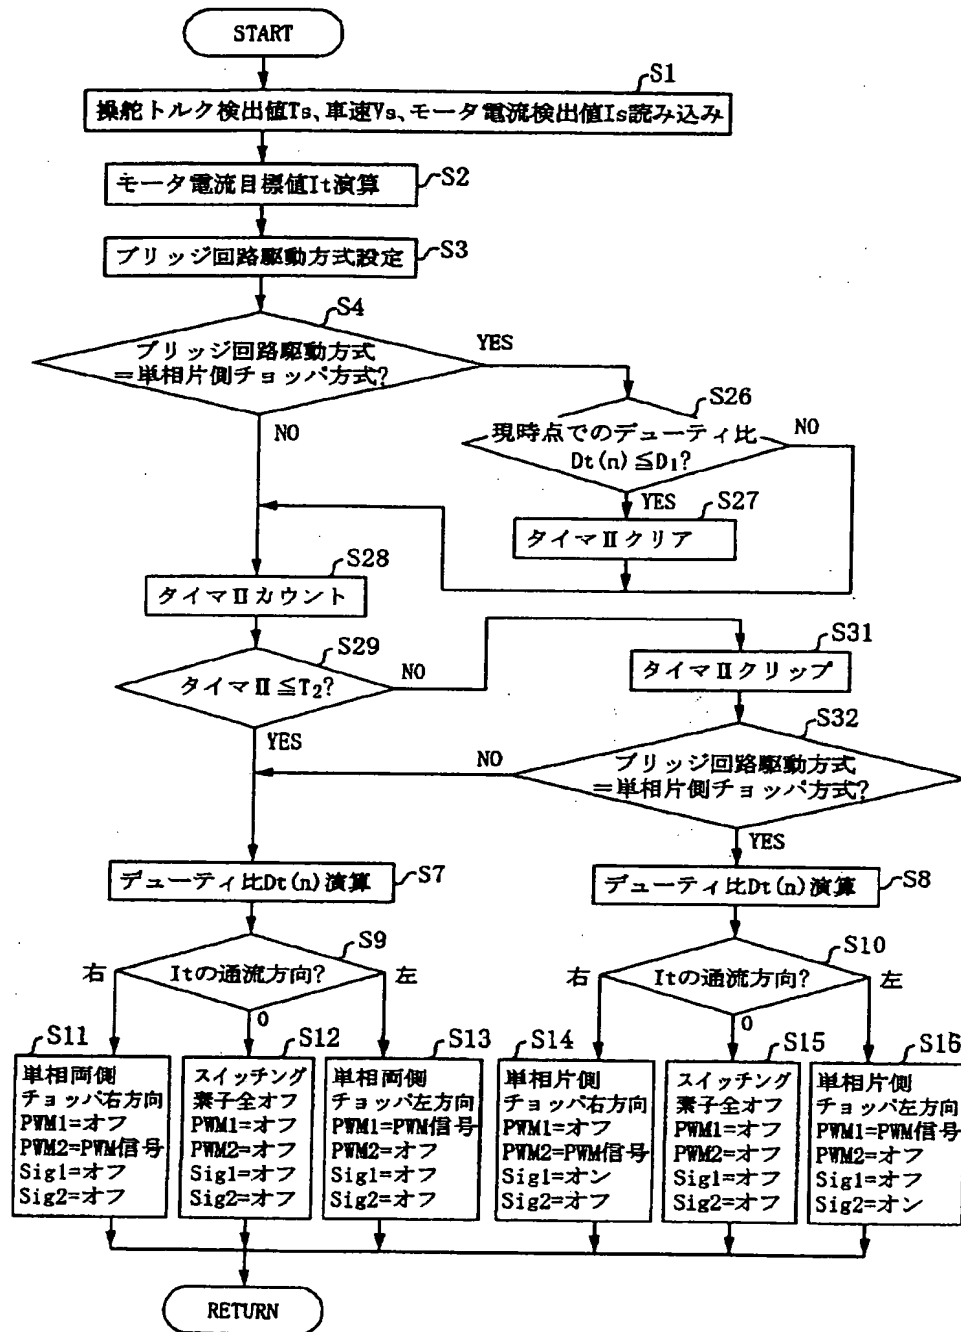 START
S1
操舵トルク検出値Ts、車速Vs、モータ電流検出値Is読み込み
S2
モータ電流目標値It演算
S3
ブリッジ回路駆動方式設定
S4
ブリッジ回路駆動方式
=単相片側チョッパ方式?
YES
NO
S26
現時点でのデューティ比
Dt(n)≦D1?
NO
YES
S27
タイマⅡクリア
S28
タイマⅡカウント
S29
タイマⅡ≦T2?
NO
YES
S31
タイマⅡクリップ
S32
ブリッジ回路駆動方式
=単相片側チョッパ方式?
NO
YES
デューティ比Dt(n)演算
S7
デューティ比Dt(n)演算
S8
S9
Itの通流方向?
右
左
0
S10
Itの通流方向?
右
左
0
S11
単相両側
チョッパ右方向
PWM1=オフ
PWM2=PWM信号
Sig1=オフ
Sig2=オフ
S12
スイッチング
素子全オフ
PWM1=オフ
PWM2=オフ
Sig1=オフ
Sig2=オフ
S13
単相両側
チョッパ左方向
PWM1=PWM信号
PWM2=オフ
Sig1=オフ
Sig2=オフ
S14
単相片側
チョッパ右方向
PWM1=オフ
PWM2=PWM信号
Sig1=オン
Sig2=オフ
S15
スイッチング
素子全オフ
PWM1=オフ
PWM2=オフ
Sig1=オフ
Sig2=オフ
S16
単相片側
チョッパ左方向
PWM1=PWM信号
PWM2=オフ
Sig1=オフ
Sig2=オン
RETURN